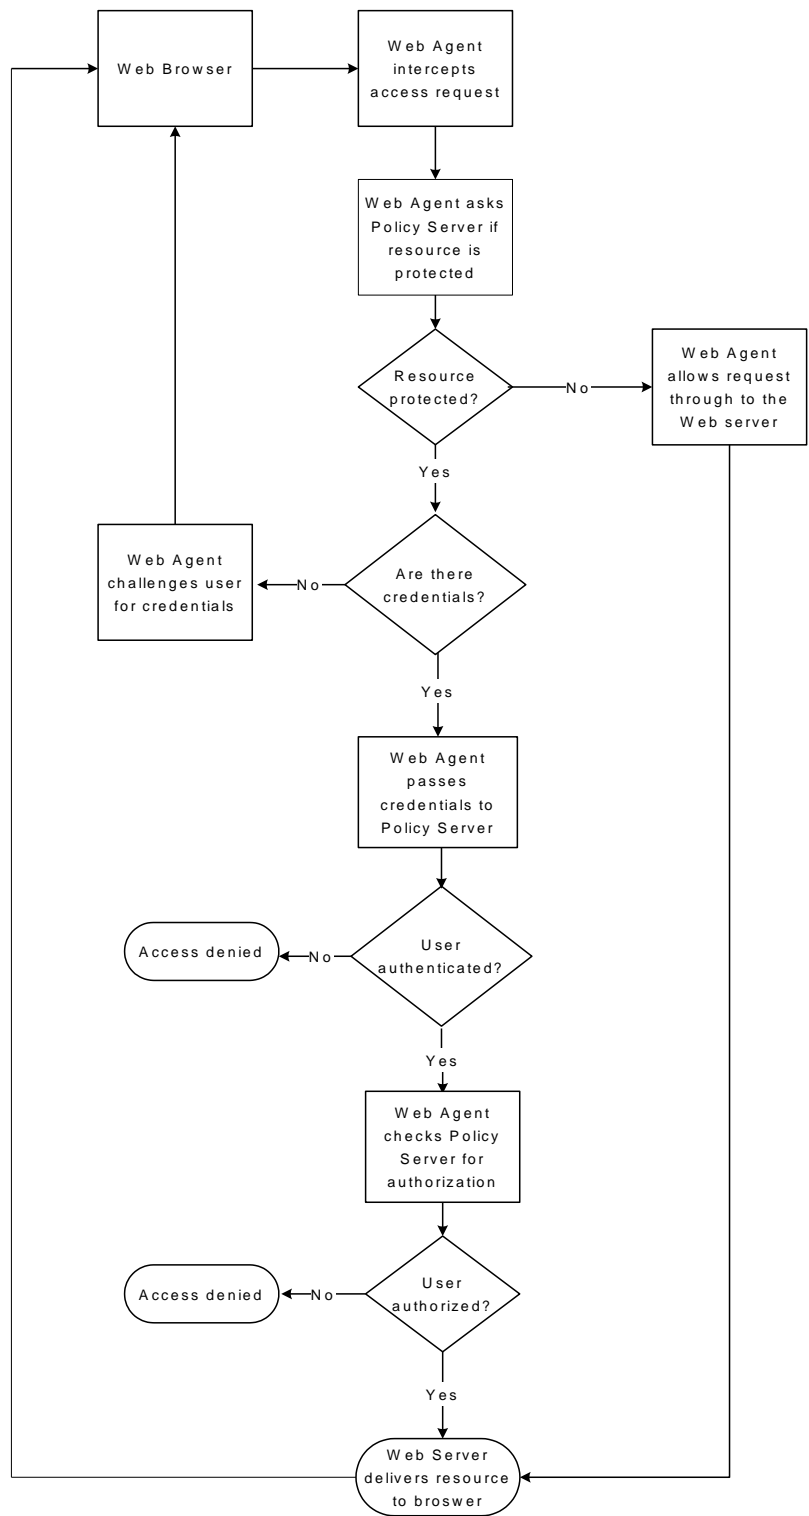 Web Browser
Web Agent
intercepts
access request
Web Agent asks
Policy Server if
resource is
protected
Resource
protected?
No
Web Agent
allows request
through to the
Web server
Yes
Web Agent
challenges user
for credentials
No
Are there
credentials?
Yes
Web Agent
passes
credentials to
Policy Server
Access denied
No
User
authenticated?
Yes
Web Agent
checks Policy
Server for
authorization
Access denied
No
User
authorized?
Yes
Web Server
delivers resource
to broswer